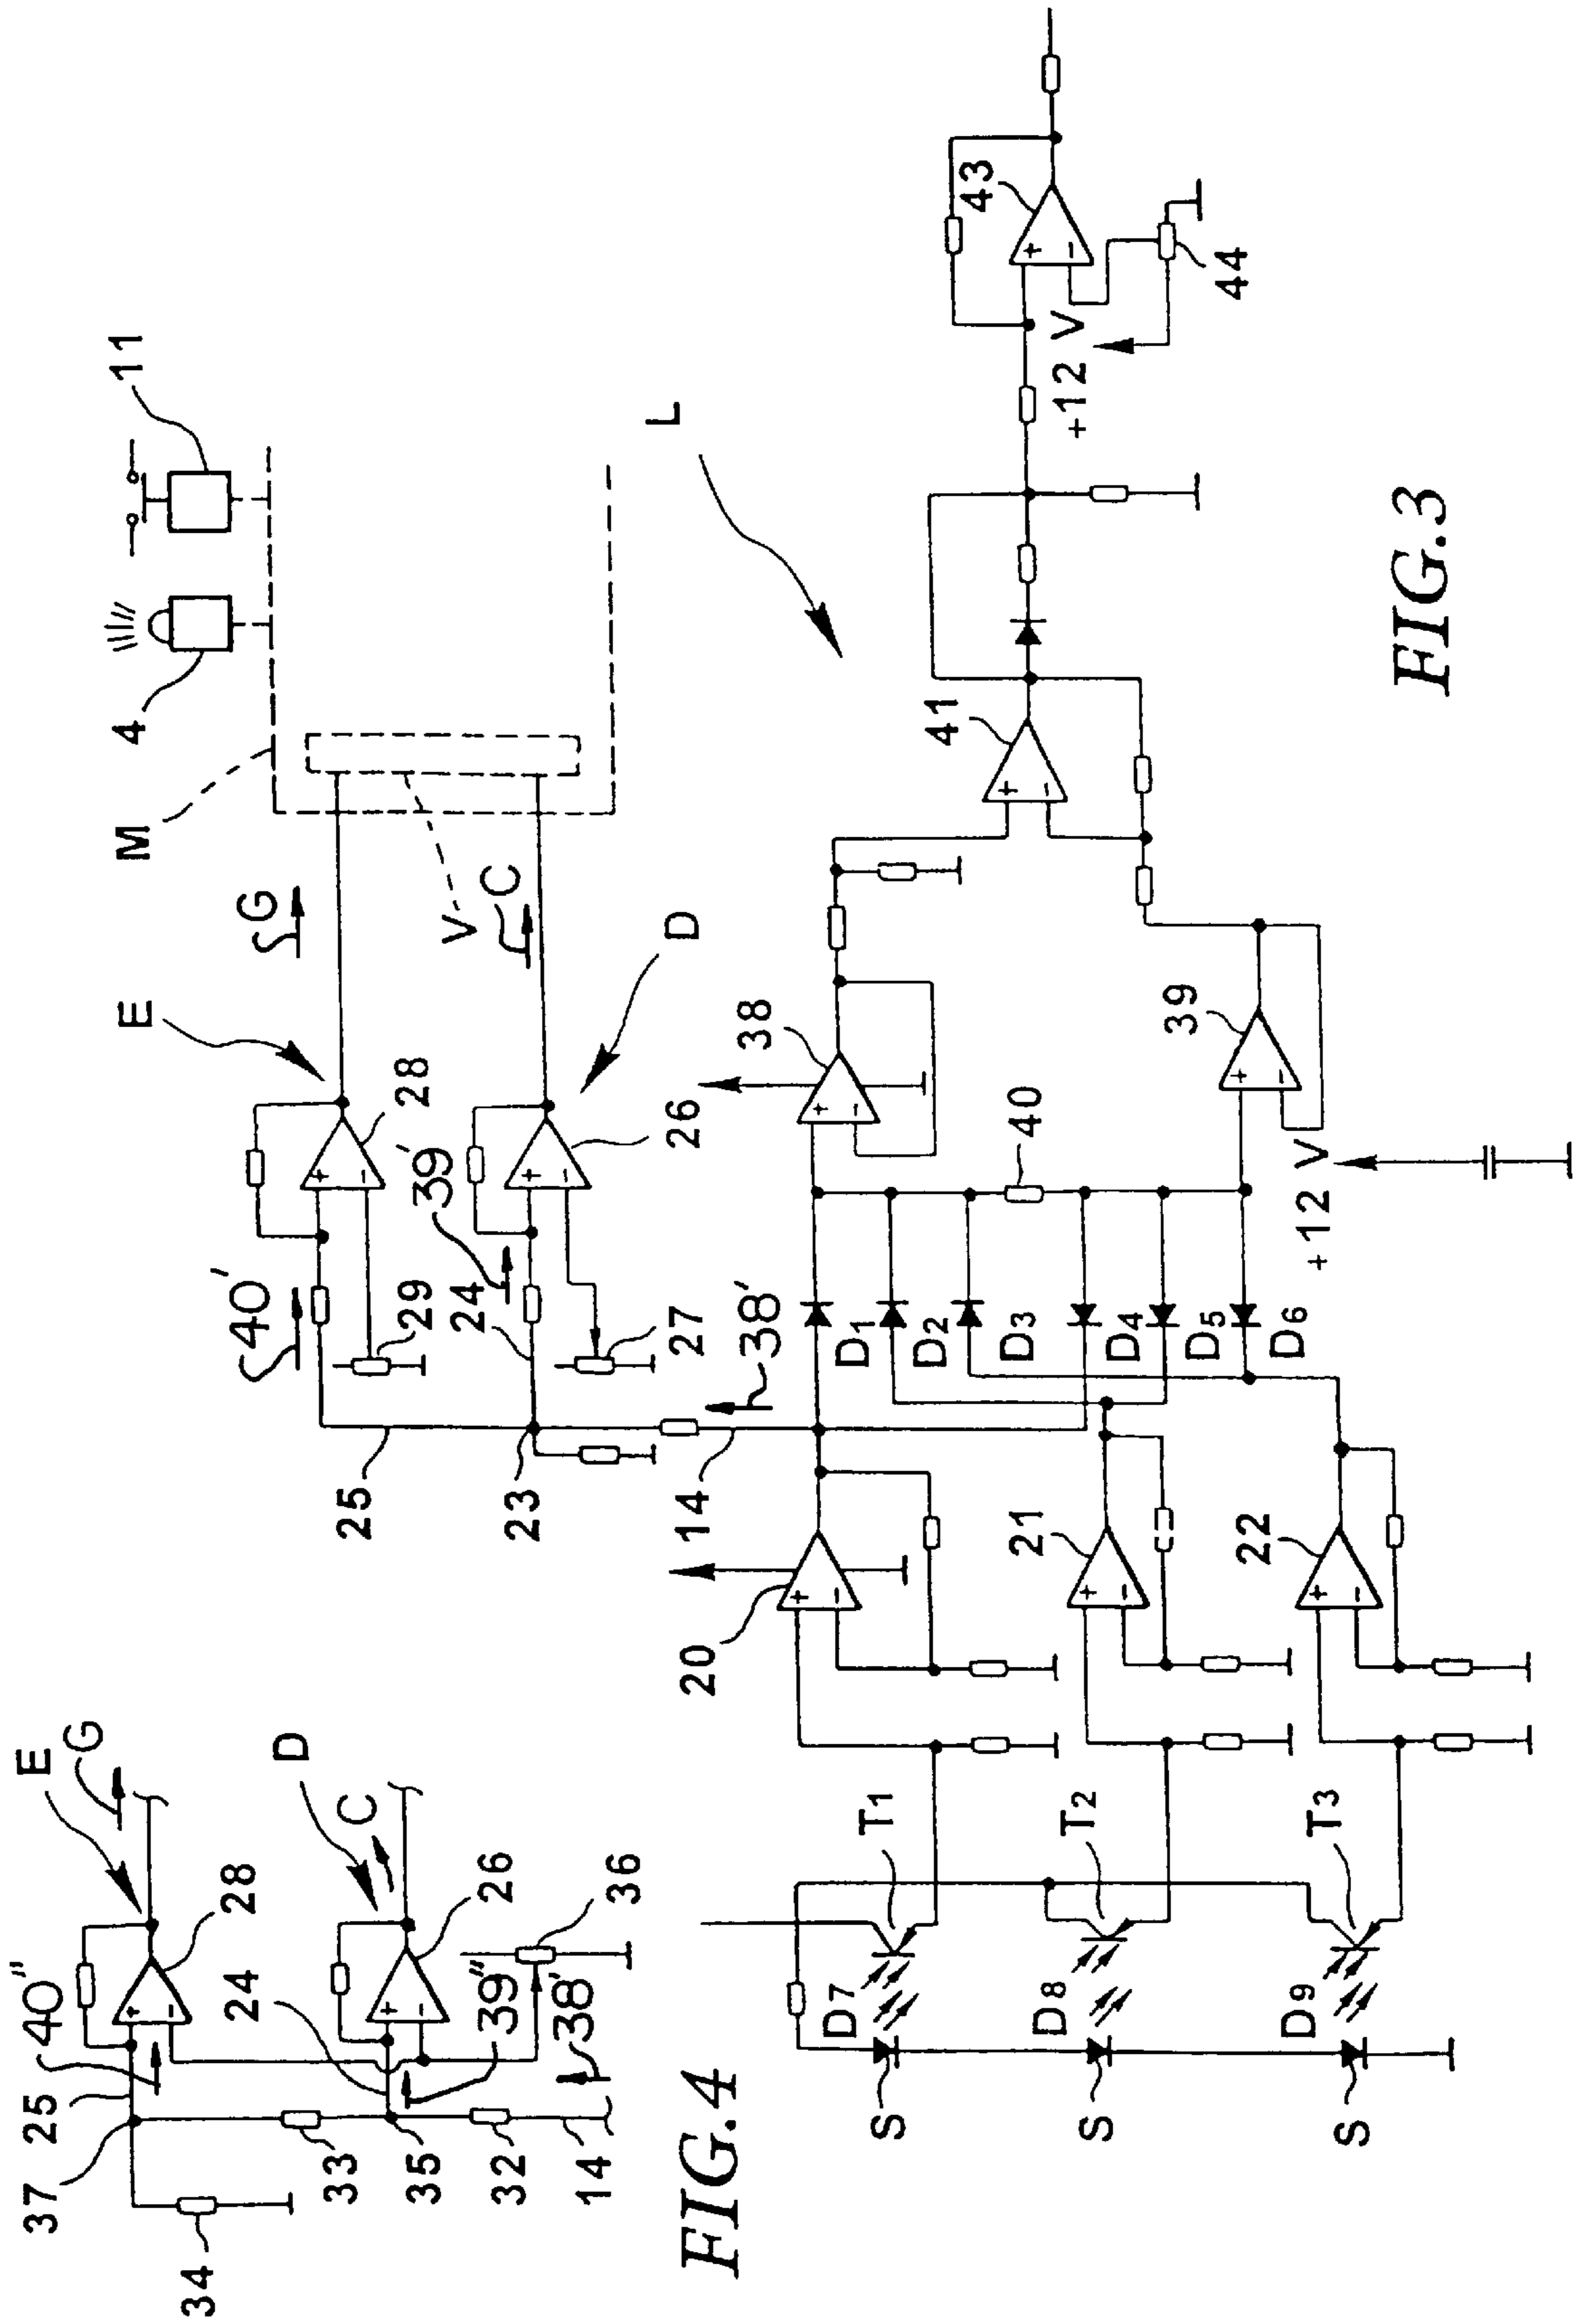 FIG.4
34
37
25
40"
28
E
G
33
35
32
14
24
26
D
C
39"
38'
36
FIG.3
S
S
S
D7
D8
D9
T1
T2
T3
20
+
-
21
+
-
22
+
-
14
23
25
24
38'
39'
40'
27
29
26
+
-
28
+
-
E
D
G
C
V
M
4
11
D1
D2
D3
D4
D5
D6
40
38
+
-
39
+
-
+12 V
41
+
-
L
43
+
-
+12 V
44